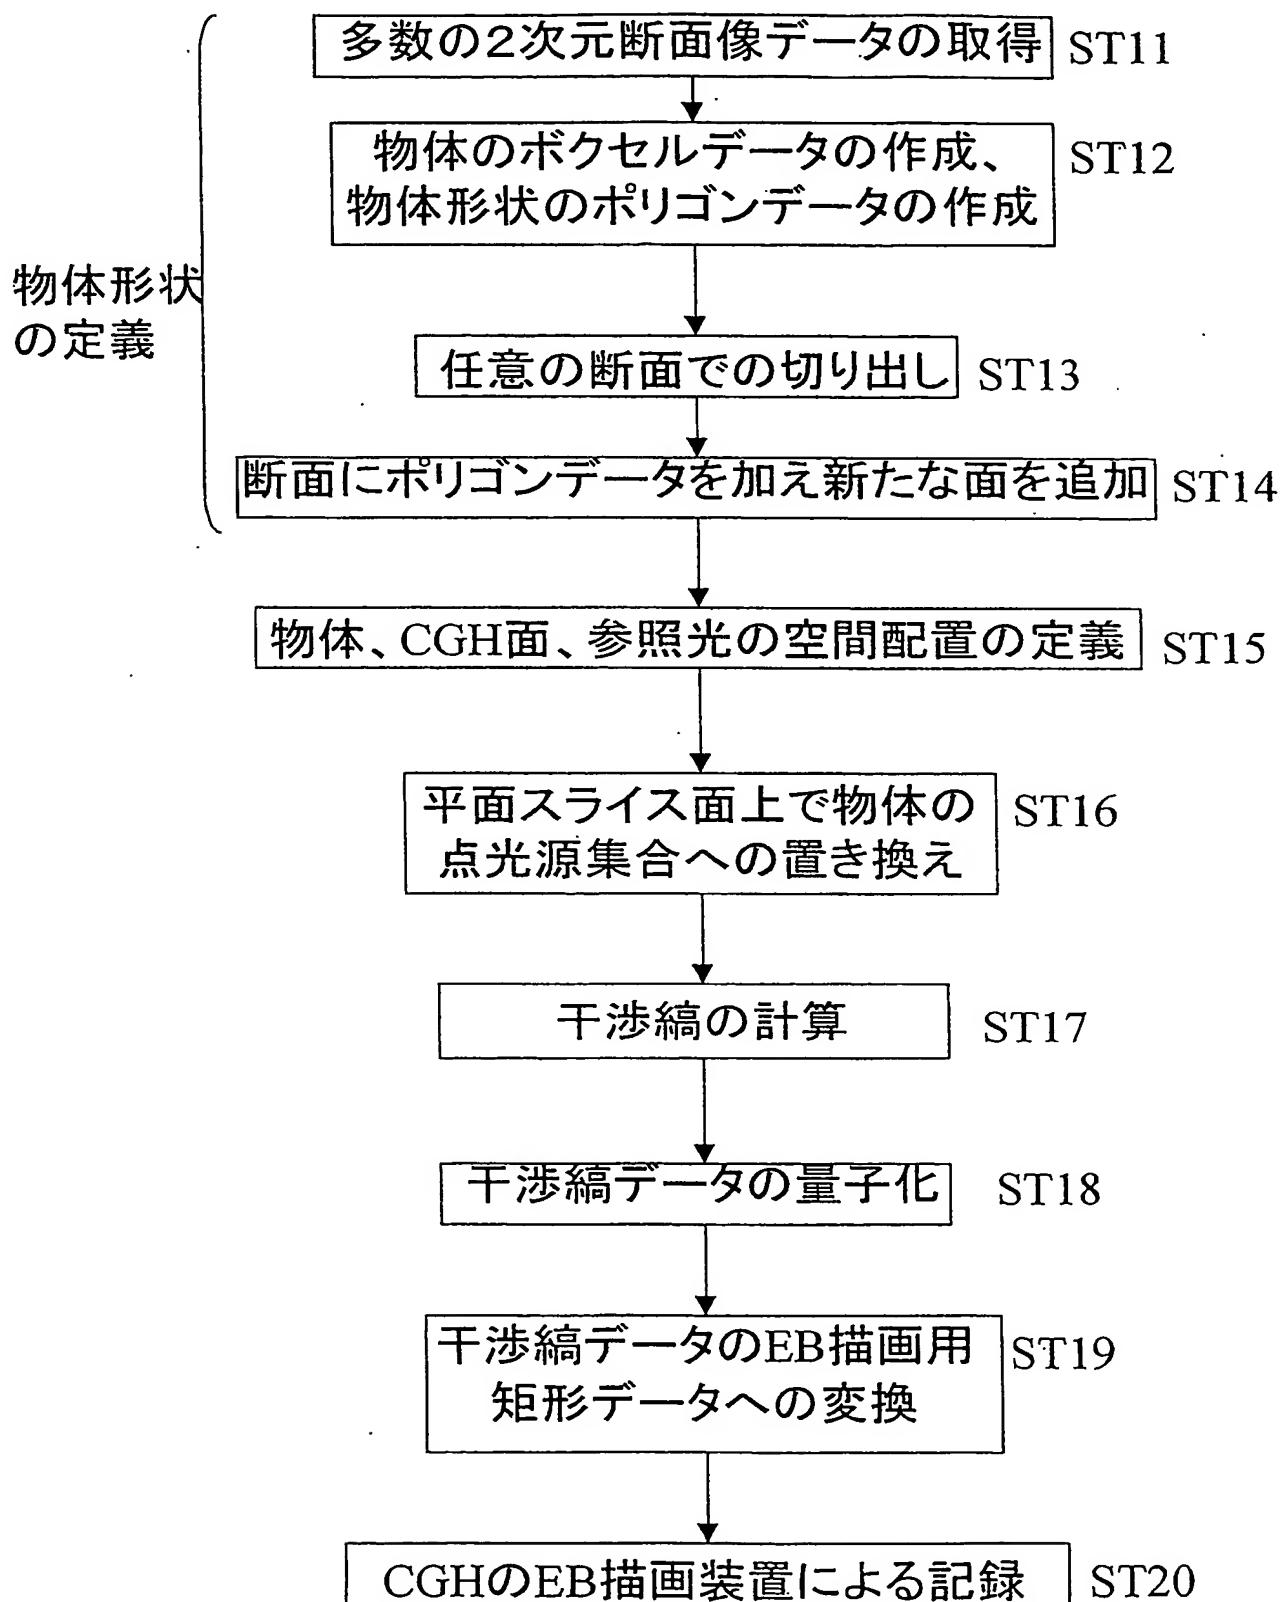 多数の2次元断面像データの取得 ST11
物体のボクセルデータの作成、 ST12
物体形状のポリゴンデータの作成
物体形状
の定義
任意の断面での切り出し ST13
断面にポリゴンデータを加え新たな面を追加 ST14
物体、CGH面、参照光の空間配置の定義 ST15
平面スライス面上で物体の ST16
点光源集合への置き換え
干渉縞の計算 ST17
干渉縞データの量子化 ST18
干渉縞データのEB描画用 ST19
矩形データへの変換
CGHのEB描画装置による記録 ST20